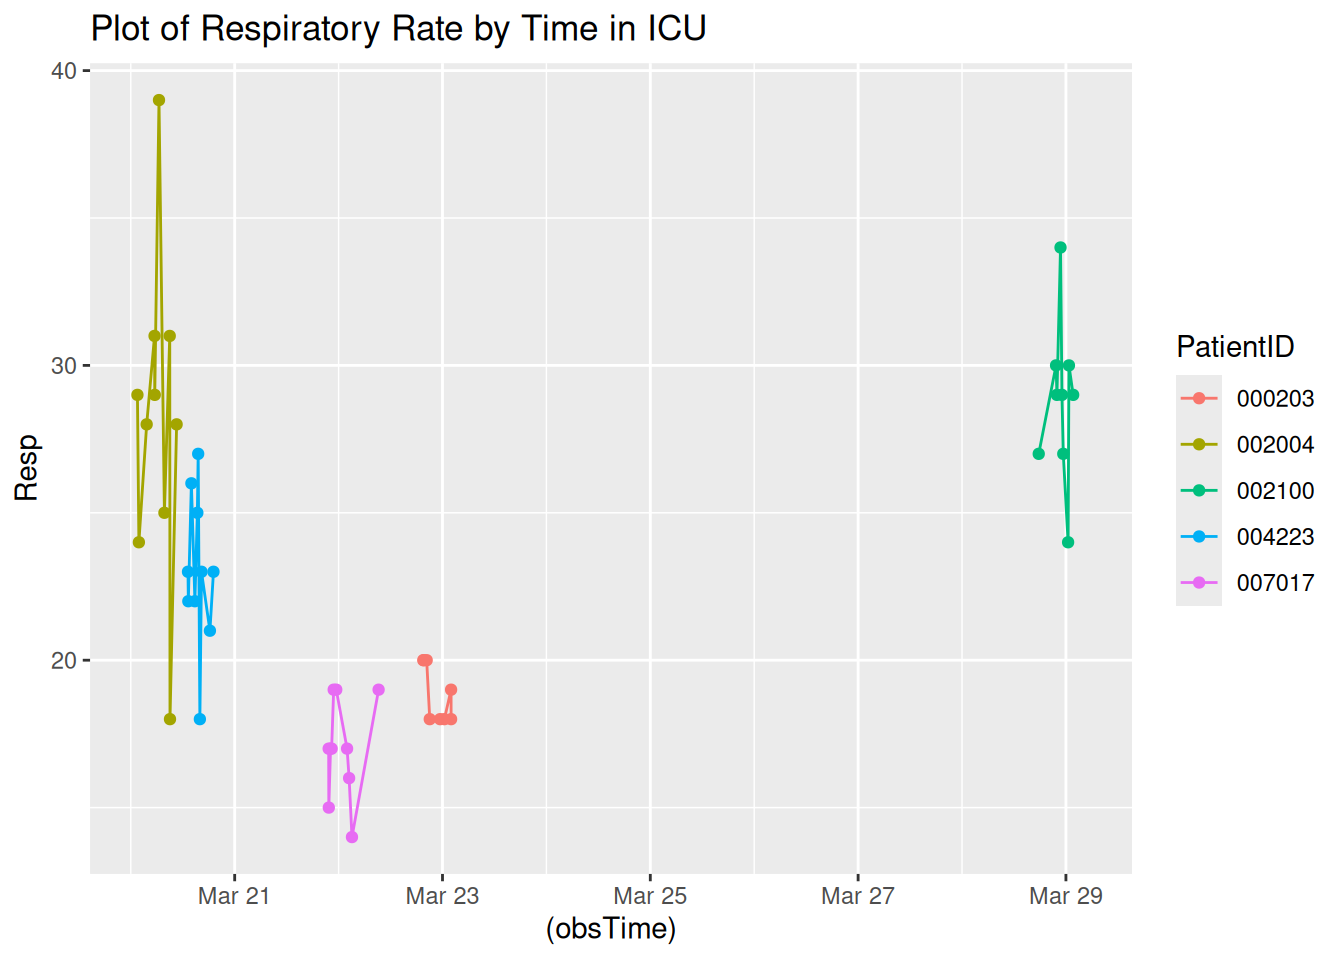 Plot of Respiratory Rate by Time in ICU
40
30
20
Resp
Mar 21
Mar 23
Mar 25
Mar 27
Mar 29
(obsTime)
PatientID
000203
002004
002100
004223
007017